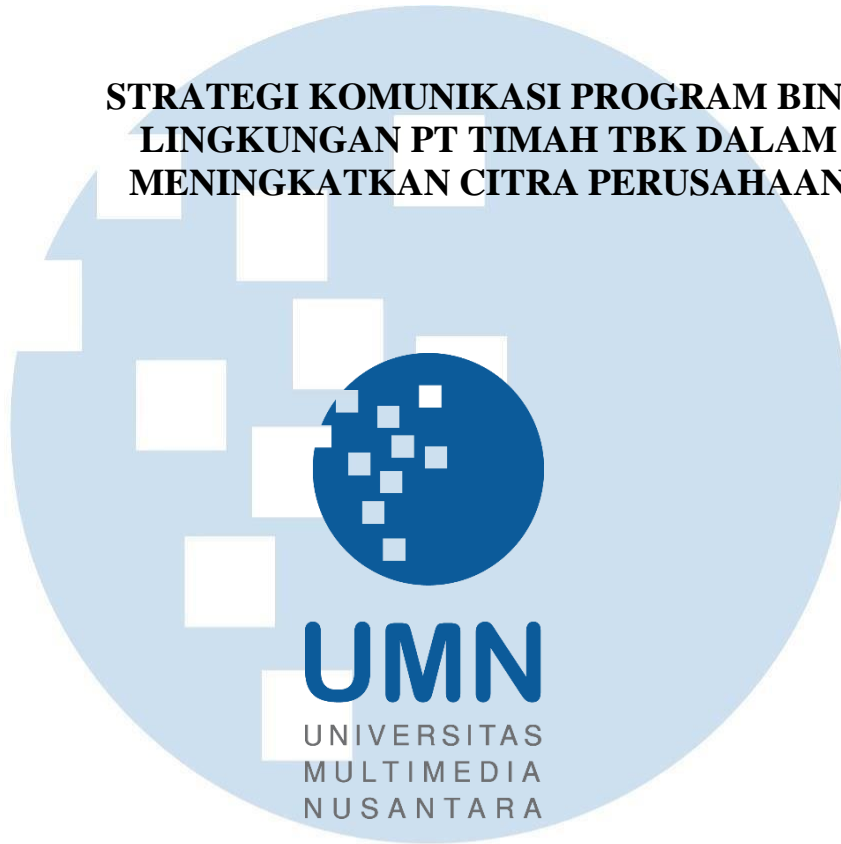 STRATEGI KOMUNIKASI PROGRAM BIN
LINGKUNGAN PT TIMAH TBK DALAM
MENINGKATKAN CITRA PERUSAHAAN
UMN
UNIVERSITAS
MULTIMEDIA
NUSANTARA